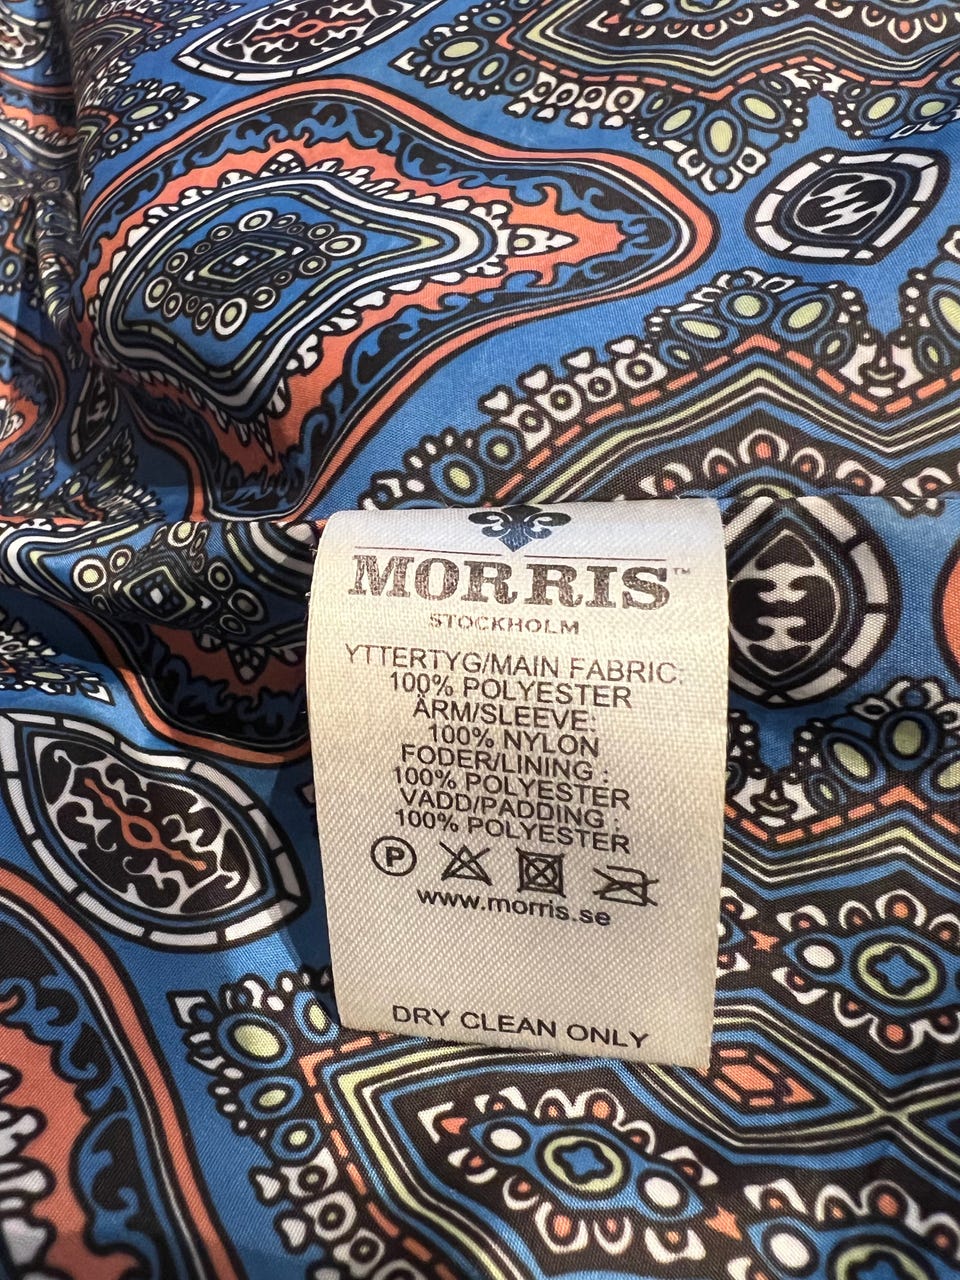 MORRIS™
STOCKHOLM
YTTERTYG/MAIN FABRIC:
100% POLYESTER
ÄRM/SLEEVE:
100% NYLON
FODER/LINING :
100% POLYESTER
VADD/PADDING :
100% POLYESTER
P
www.morris.se
DRY CLEAN ONLY